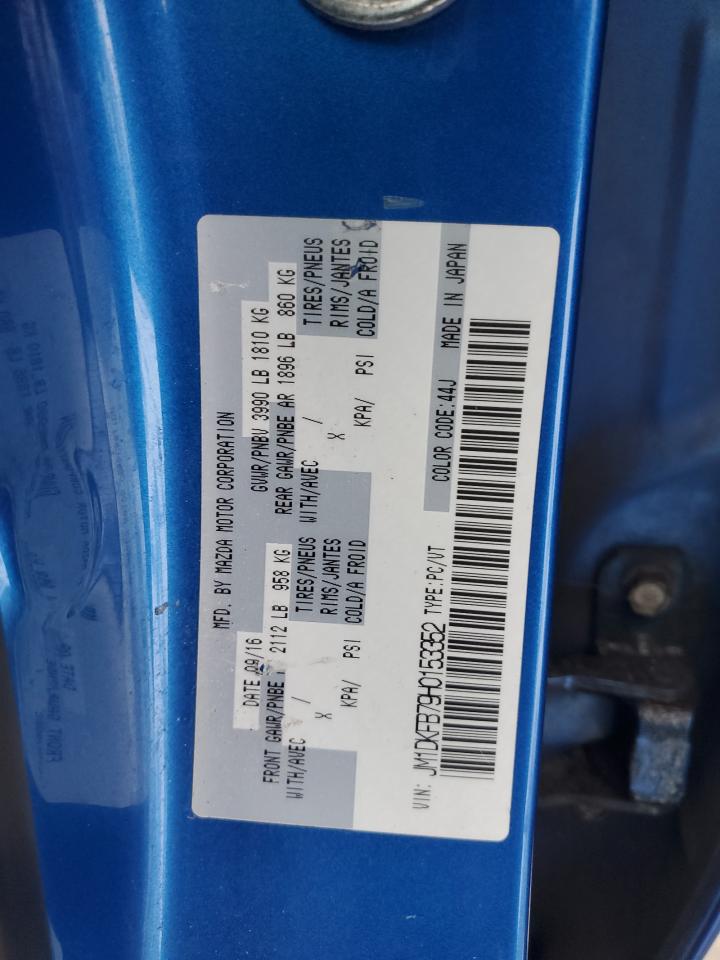 MFD. BY MAZDA MOTOR CORPORATION
DATE 09/16 GVWR/PNBV 3990 LB 1810 KG
FRONT GAWR/PNBE 2112 LB 958 KG REAR GAWR/PNBE AR 1896 LB 860 KG
WITH/AVEC / TIRES/PNEUS WITH/AVEC / TIRES/PNEUS
X RIMS/JANTES X RIMS/JANTES
KPA/ PSI COLD/A FROID KPA/ PSI COLD/A FROID
VIN: JM1DKFB79H0153352 TYPE:PC/VT COLOR CODE:44J MADE IN JAPAN